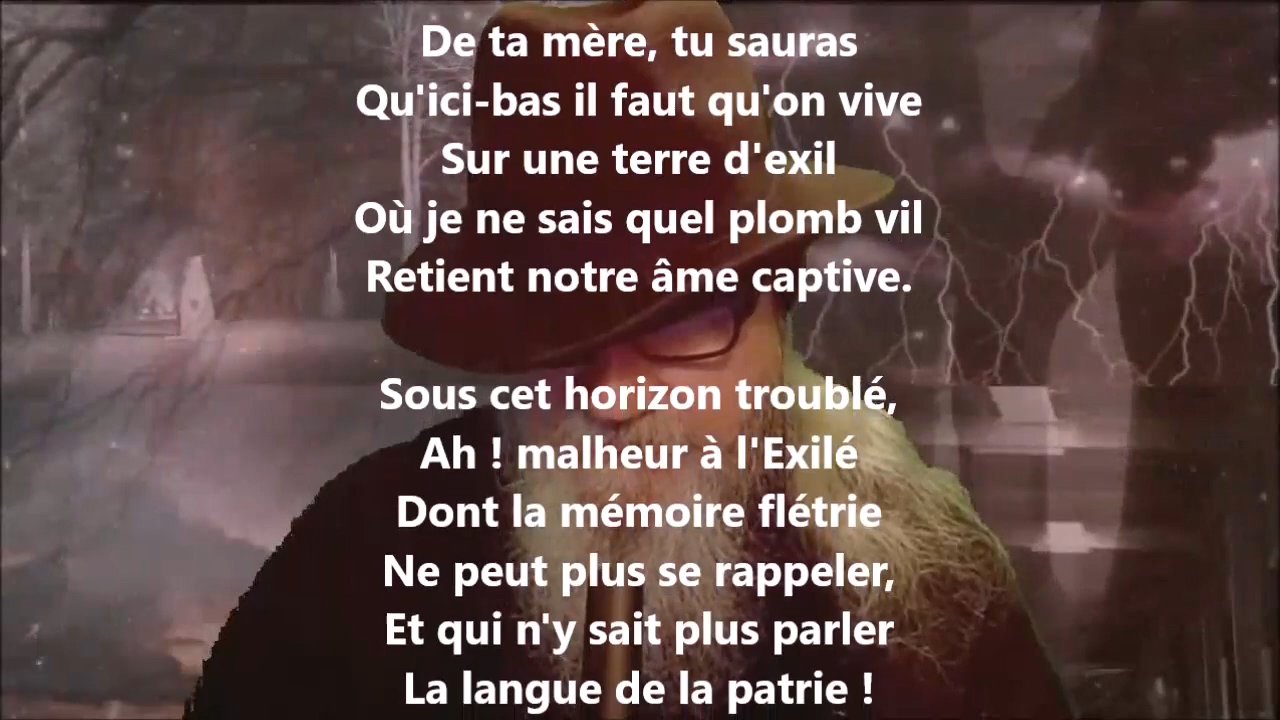 De ta mère, tu sauras
Qu'ici-bas il faut qu'on vive
Sur une terre d'exil
Où je ne sais quel plomb vil
Retient notre âme captive.
Sous cet horizon troublé,
Ah ! malheur à l'Exilé
Dont la mémoire flétrie
Ne peut plus se rappeler,
Et qui n'y sait plus parler
La langue de la patrie !